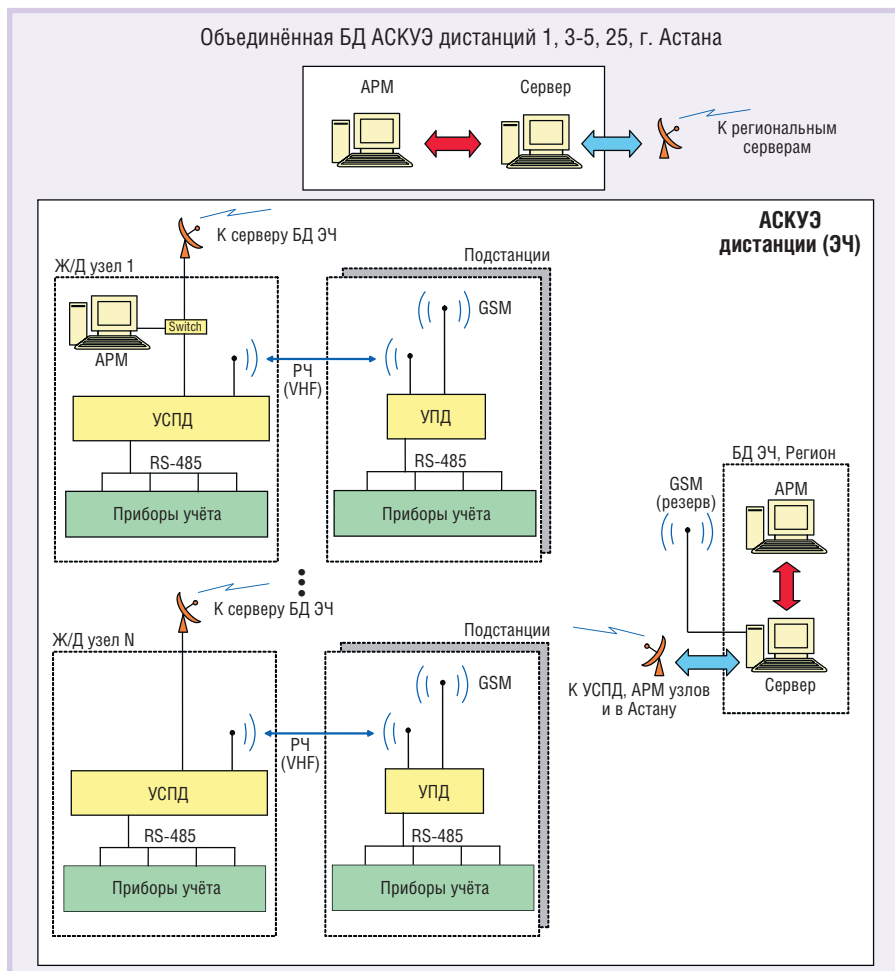 Объединённая БД АСКУЭ дистанций 1, 3-5, 25, г. Астана
АРМ
Сервер
К региональным
серверам
АСКУЭ
дистанции (ЭЧ)
К серверу БД ЭЧ
Подстанции
Ж/Д узел 1
GSM
Switch
АРМ
РЧ
(VHF)
УСПД
УПД
RS-485
RS-485
Приборы учёта
Приборы учёта
БД ЭЧ, Регион
GSM
(резерв)
АРМ
Сервер
К УСПД, АРМ узлов
и в Астану
К серверу БД ЭЧ
Подстанции
Ж/Д узел N
GSM
РЧ
(VHF)
УСПД
УПД
RS-485
RS-485
Приборы учёта
Приборы учёта